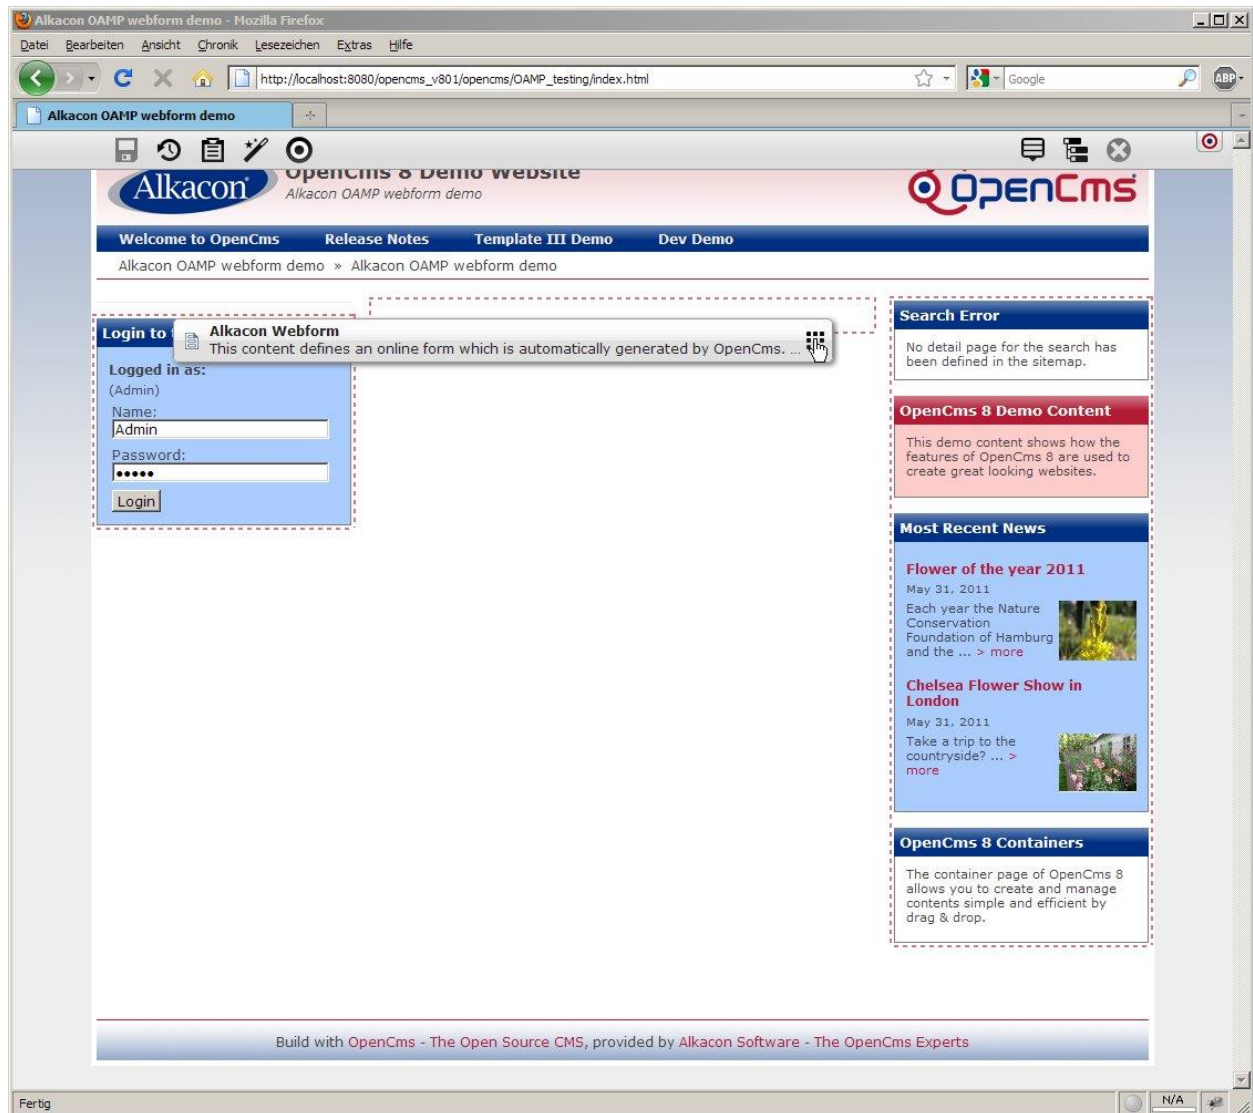 Alkacon OAMP webform demo - Mozilla Firefox
Datei Bearbeiten Ansicht Chronik Lesezeichen Extras Hilfe
http://localhost:8080/opencms_v801/opencms/OAMP_testing/index.html
Google
ABP
Alkacon OAMP webform demo
Alkacon
OpenCms 8 Demo Website
Alkacon OAMP webform demo
OpenCms
Welcome to OpenCms Release Notes Template III Demo Dev Demo
Alkacon OAMP webform demo » Alkacon OAMP webform demo
Login to
Alkacon Webform
This content defines an online form which is automatically generated by OpenCms. ...
Logged in as:
(Admin)
Name:
Admin
Password:
•••••
Login
Search Error
No detail page for the search has
been defined in the sitemap.
OpenCms 8 Demo Content
This demo content shows how the
features of OpenCms 8 are used to
create great looking websites.
Most Recent News
Flower of the year 2011
May 31, 2011
Each year the Nature
Conservation
Foundation of Hamburg
and the ... > more
Chelsea Flower Show in
London
May 31, 2011
Take a trip to the
countryside? ... >
more
OpenCms 8 Containers
The container page of OpenCms 8
allows you to create and manage
contents simple and efficient by
drag & drop.
Build with OpenCms - The Open Source CMS, provided by Alkacon Software - The OpenCms Experts
Fertig
N/A